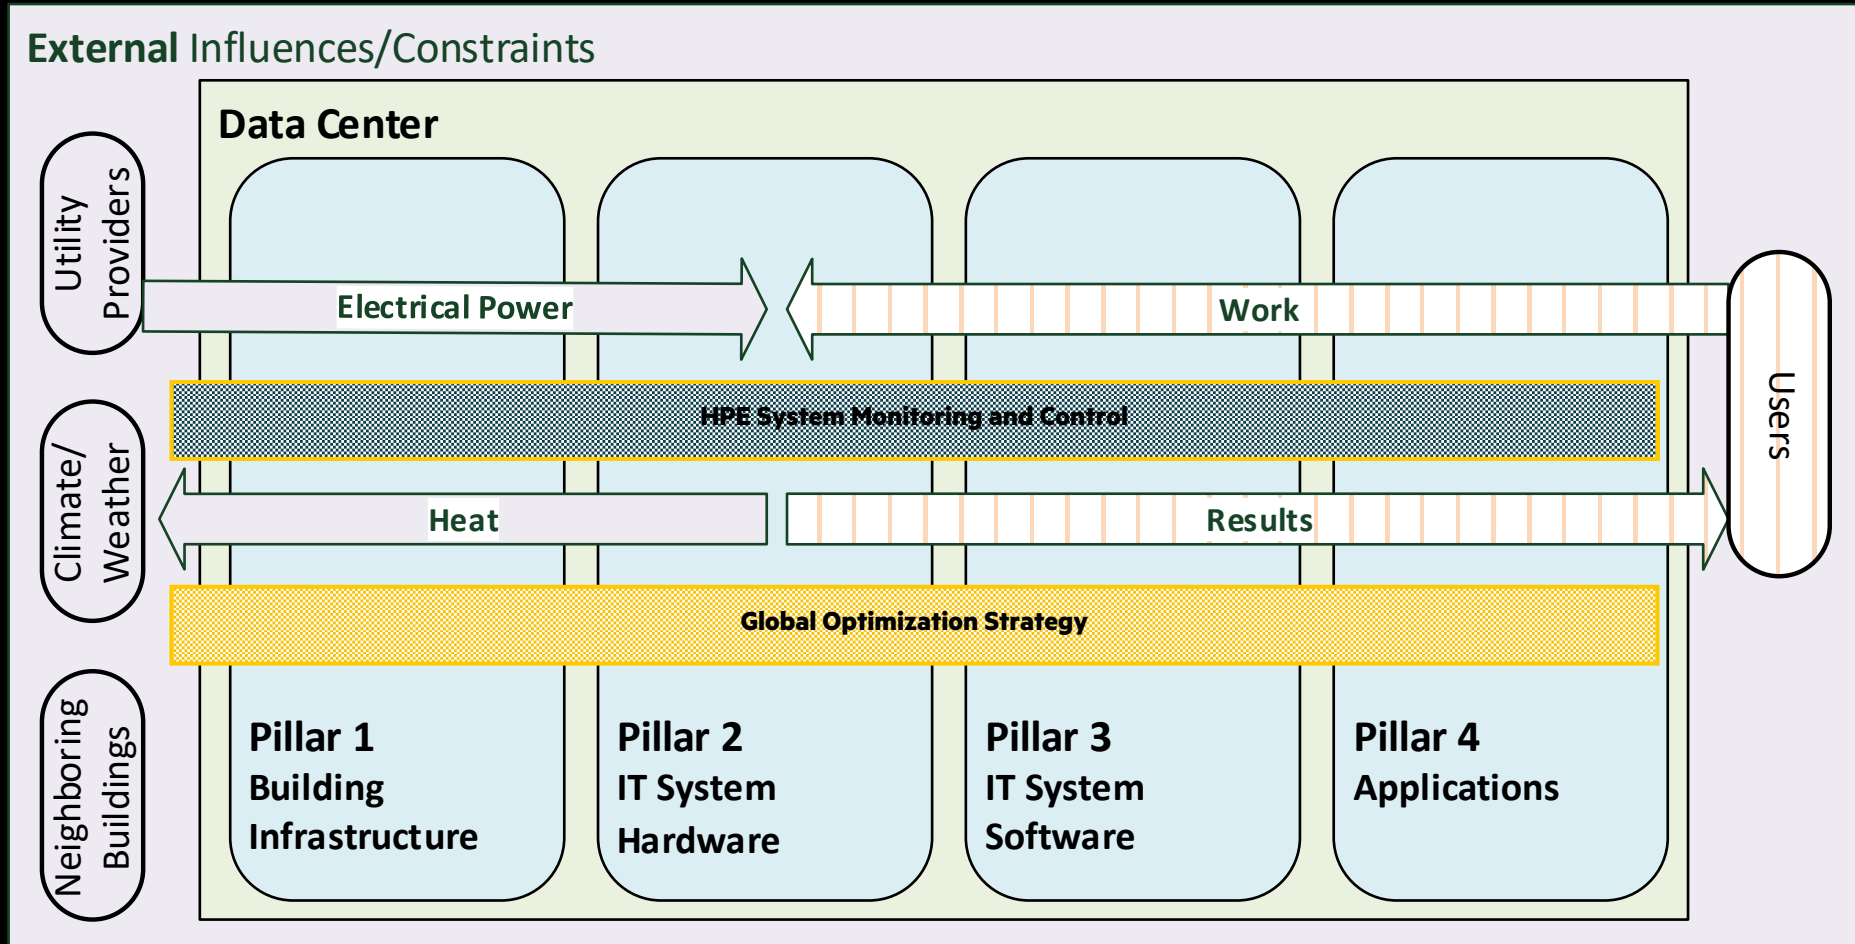 External Influences/Constraints
Data Center
Utility
Providers
Electrical Power
Work
Users
HPE System Monitoring and Control
Climate/
Weather
Heat
Results
Global Optimization Strategy
Neighboring
Buildings
Pillar 1
Building
Infrastructure
Pillar 2
IT System
Hardware
Pillar 3
IT System
Software
Pillar 4
Applications